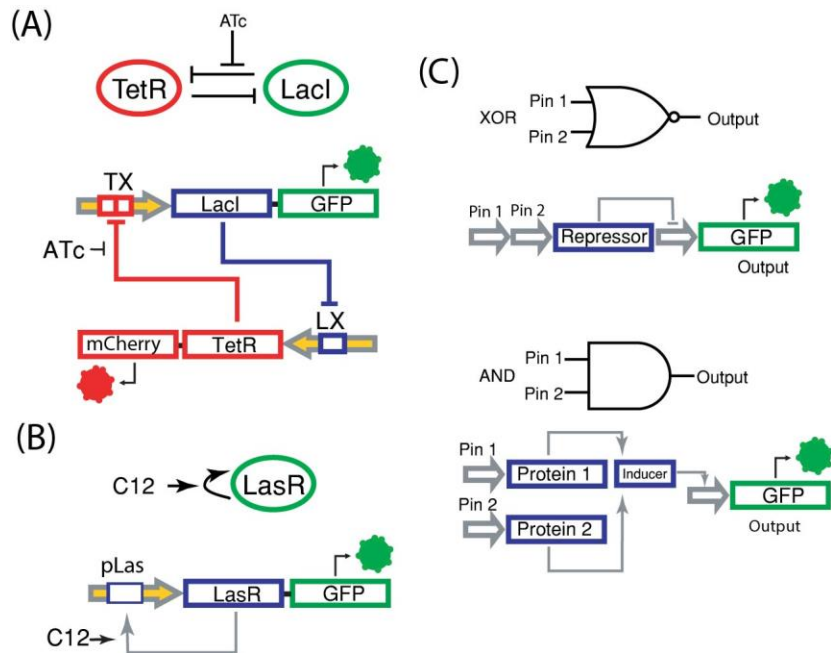 (A)
ATc
TetR
LacI
TX
LacI
GFP
ATc
LX
mCherry
TetR
(B)
C12
LasR
pLas
LasR
GFP
C12
(C)
XOR
Pin 1
Pin 2
Output
Pin 1
Pin 2
Repressor
GFP
Output
AND
Pin 1
Pin 2
Output
Pin 1
Protein 1
Inducer
GFP
Pin 2
Protein 2
Output